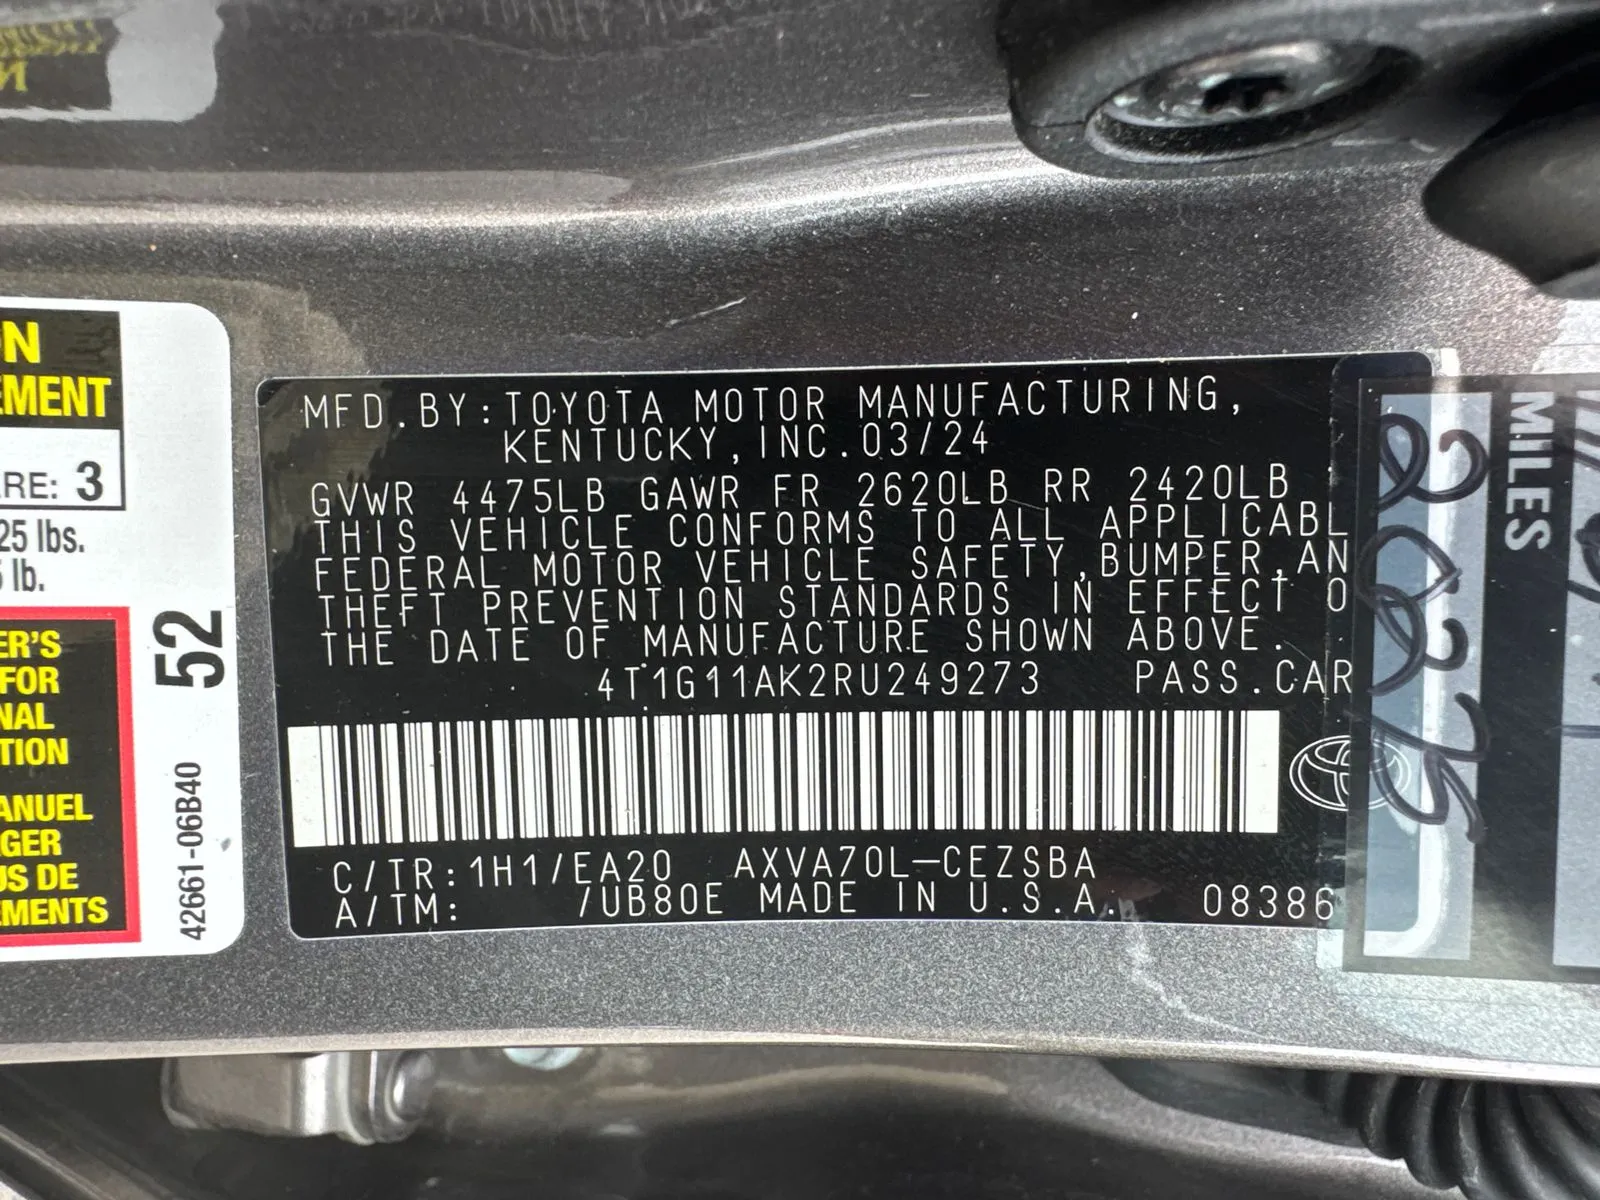 N
EMENT
RE: 3
25 lbs.
lb.
ER'S
FOR
NAL
TION
ANUEL
GER
US DE
EMENTS
52
42661-06B40
MFD.BY:TOYOTA MOTOR MANUFACTURING,
KENTUCKY,INC.03/24
GVWR 4475LB GAWR FR 2620LB RR 2420LB
THIS VEHICLE CONFORMS TO ALL APPLICABL
FEDERAL MOTOR VEHICLE SAFETY,BUMPER,AN
THEFT PREVENTION STANDARDS IN EFFECT O
THE DATE OF MANUFACTURE SHOWN ABOVE.
4T1G11AK2RU249273 PASS.CAR
C/TR:1H1/EA20 AXVA70L-CEZSBA
A/TM: /UB80E MADE IN U.S.A. 08386
MILES